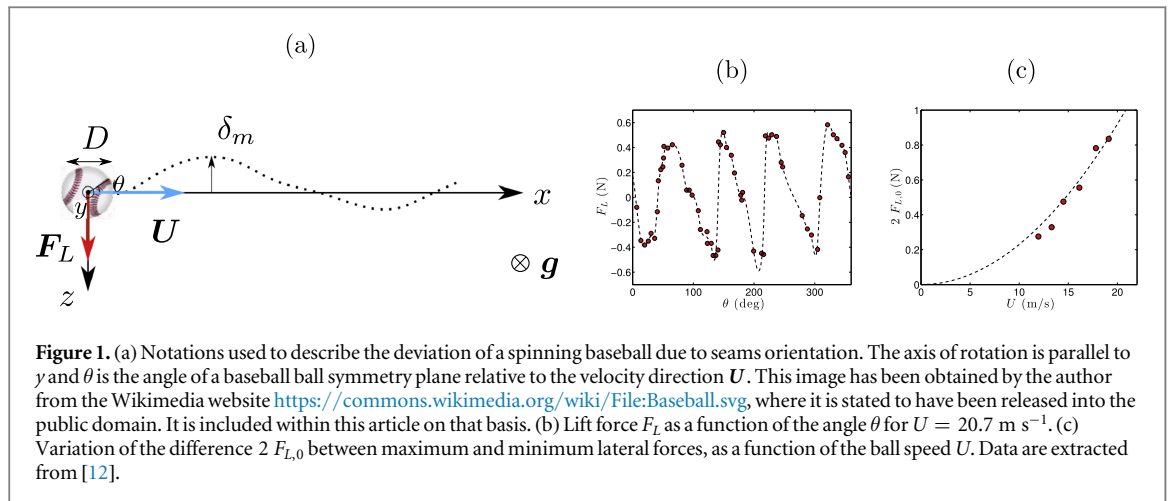 (a)
(b)
(c)
D
δm
θ
x
y
U
FL
z
⊗ g
0.6
0.4
0.2
0
−0.2
−0.4
−0.6
FL (N)
0 100 200 300
θ (deg)
1
0.8
0.6
0.4
0.2
0
2 FL,0 (N)
0 5 10 15 20
U (m/s)
Figure 1. (a) Notations used to describe the deviation of a spinning baseball due to seams orientation. The axis of rotation is parallel to
y and θ is the angle of a baseball ball symmetry plane relative to the velocity direction U. This image has been obtained by the author
from the Wikimedia website https://commons.wikimedia.org/wiki/File:Baseball.svg, where it is stated to have been released into the
public domain. It is included within this article on that basis. (b) Lift force FL as a function of the angle θ for U = 20.7 m s⁻¹. (c)
Variation of the difference 2 FL,0 between maximum and minimum lateral forces, as a function of the ball speed U. Data are extracted
from [12].